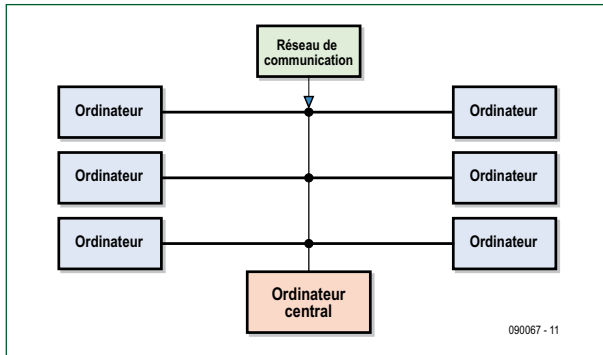 Réseau de
communication
Ordinateur
Ordinateur
Ordinateur
Ordinateur
Ordinateur
Ordinateur
Ordinateur
central
090067 - 11